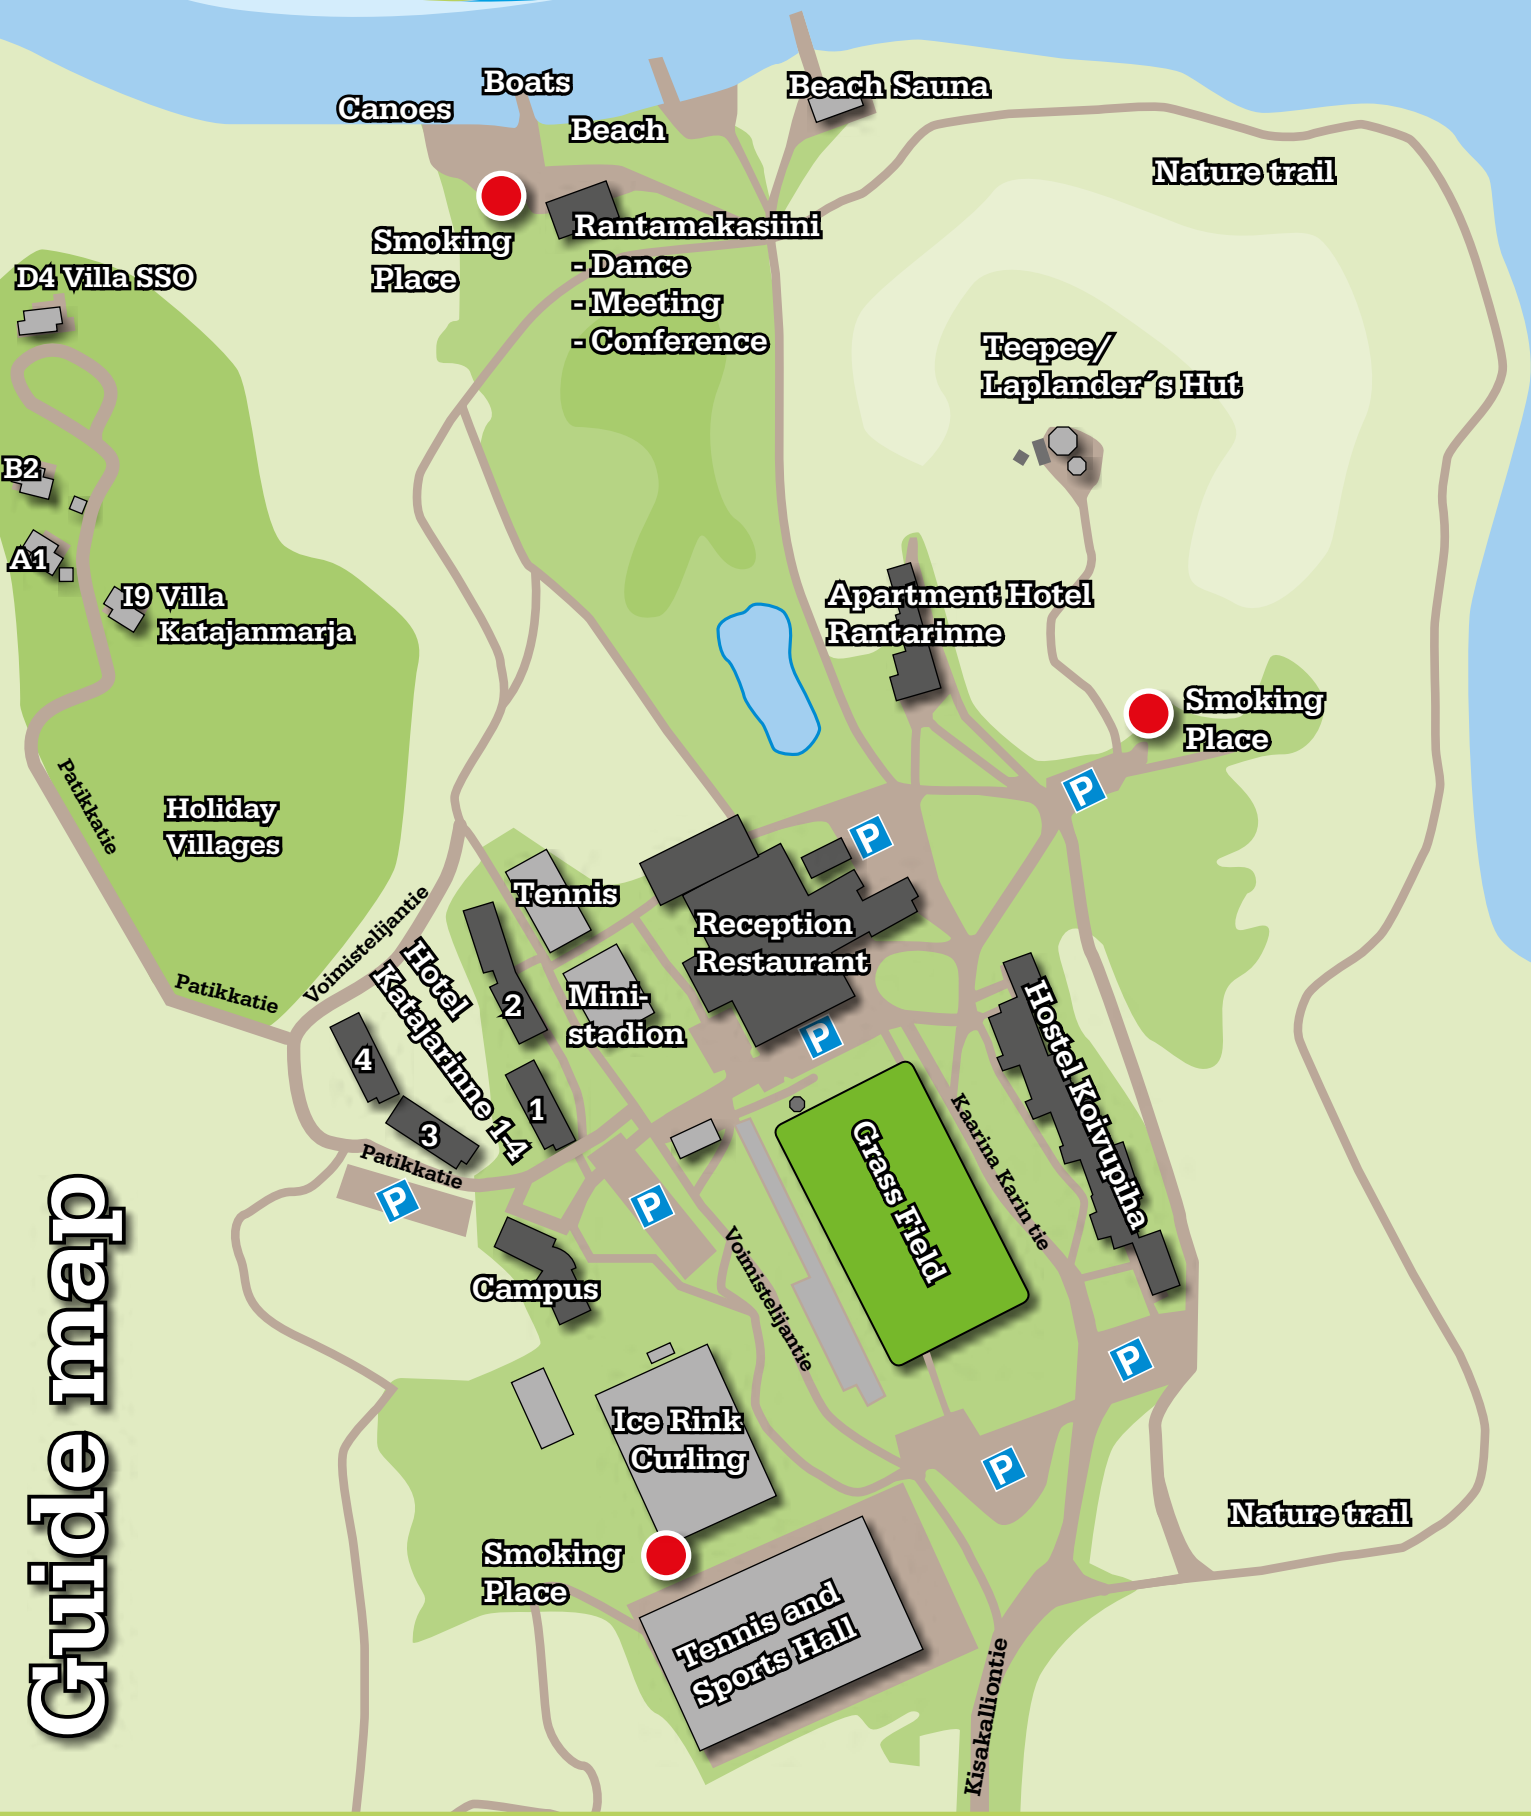 Boats
Canoes
Beach Sauna
Beach
Nature trail
Smoking
Place
Rantamakasiini
- Dance
- Meeting
- Conference
D4 Villa SSO
Teepee/
Laplander´s Hut
B2
A1
I9 Villa
Katajanmarja
Apartment Hotel
Rantarinne
Smoking
Place
P
P
Patikkatie
Holiday
Villages
Tennis
Reception
Restaurant
Voimistelijantie
Patikkatie
Hotel
Katajarinne 1-4
2
Mini-
stadion
P
4
1
3
Hostel Koivupiha
Kaarina Karin tie
Grass Field
Patikkatie
P
P
Voimistelijantie
Campus
P
Ice Rink
Curling
P
Nature trail
Smoking
Place
Tennis and
Sports Hall
Kisakalliontie
Guide map